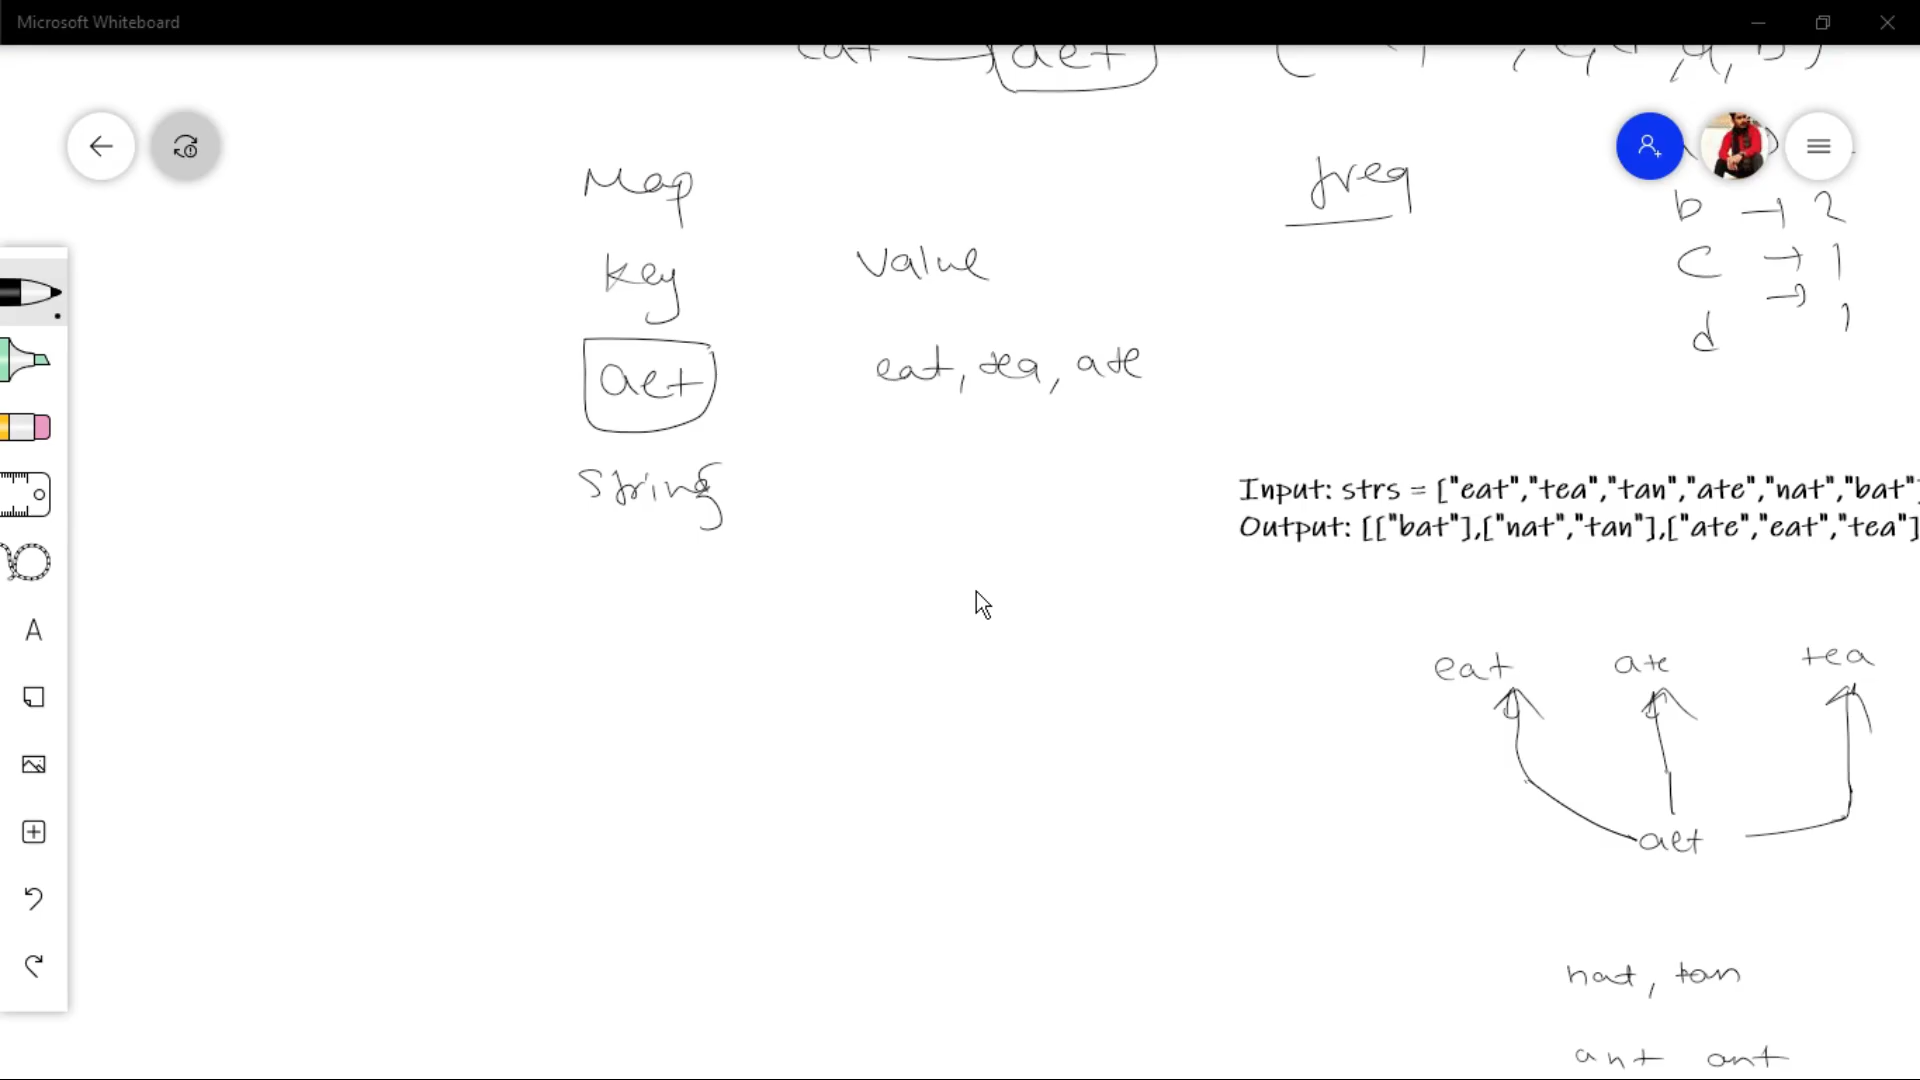 Microsoft Whiteboard
eat → aet
Map
freq
b → 2
Key
Value
c → 1
d → 1
aet
eat, tea, ate
String
Input: strs = ["eat","tea","tan","ate","nat","bat"
Output: [["bat"],["nat","tan"],["ate","eat","tea"]
eat ate tea
aet
nat, tan
ant ant
A